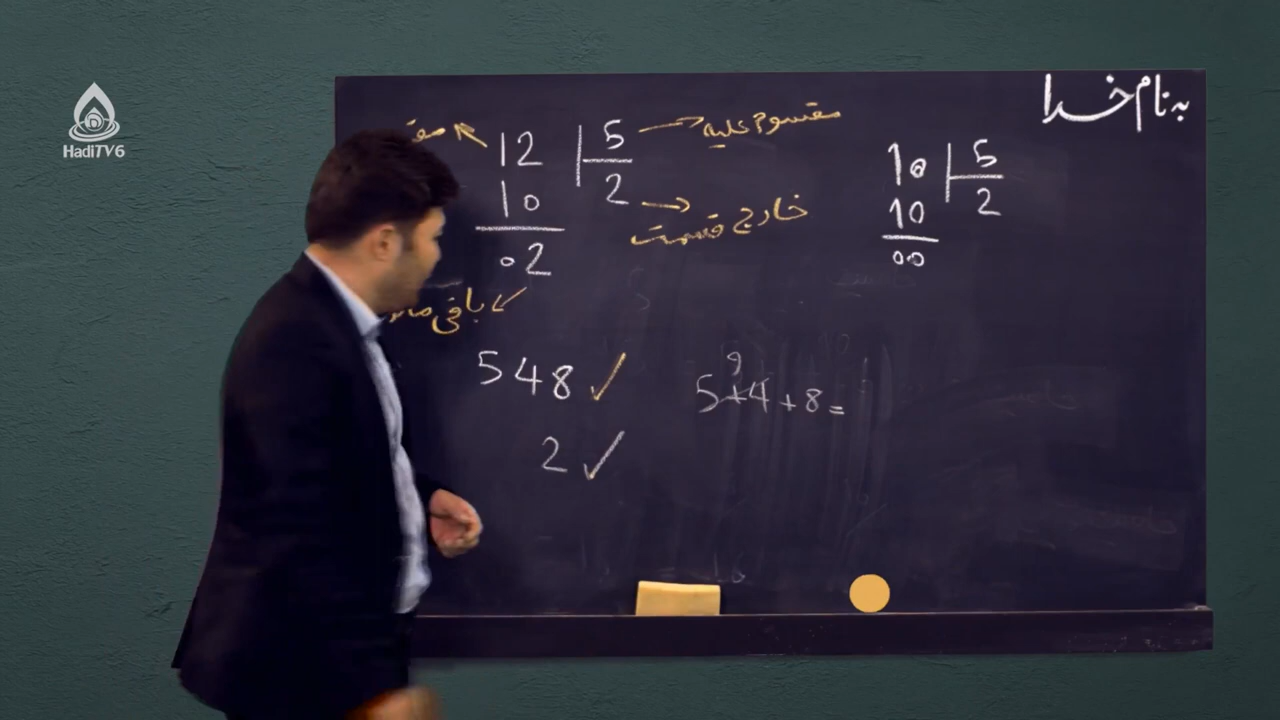 HadiTV6
به نام خدا
12 5 مقسوم علیه
10 2 خارج قسمت
02
باقی
10 5
10 2
00
548 ✓
9
5+4+8=
2 ✓